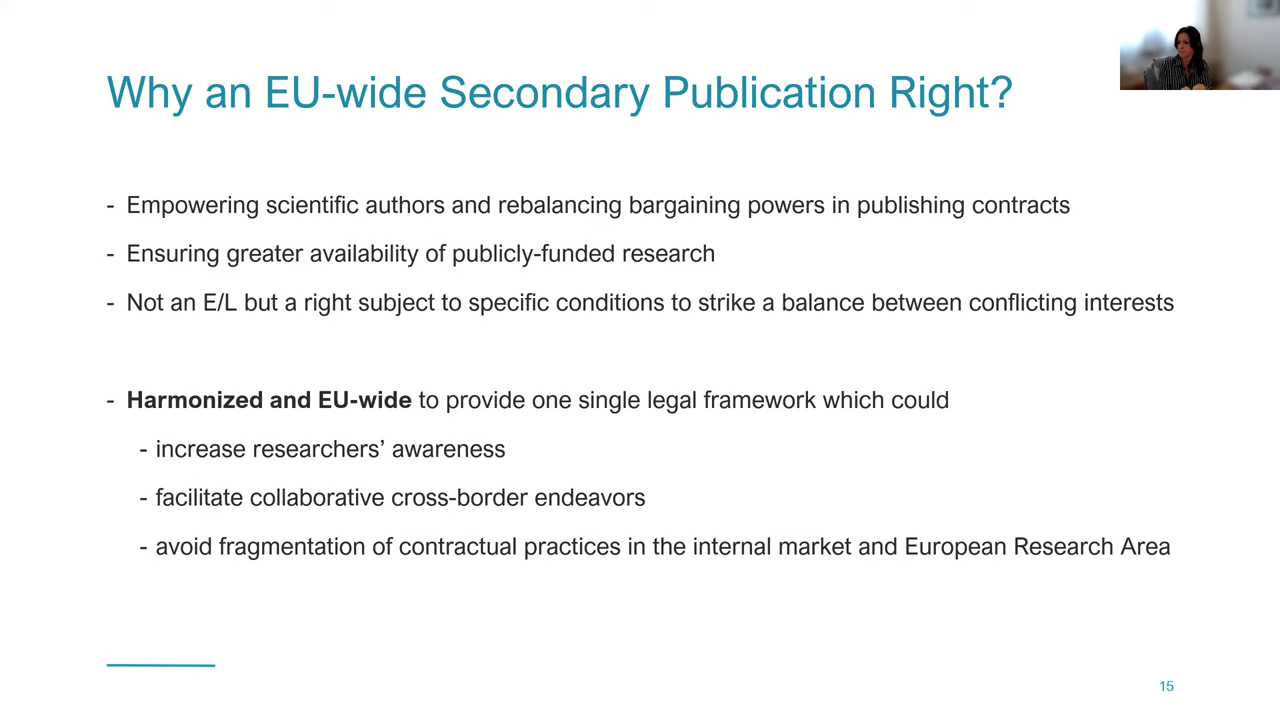 Why an EU-wide Secondary Publication Right?
- Empowering scientific authors and rebalancing bargaining powers in publishing contracts
- Ensuring greater availability of publicly-funded research
- Not an E/L but a right subject to specific conditions to strike a balance between conflicting interests
- Harmonized and EU-wide to provide one single legal framework which could
- increase researchers’ awareness
- facilitate collaborative cross-border endeavors
- avoid fragmentation of contractual practices in the internal market and European Research Area
15